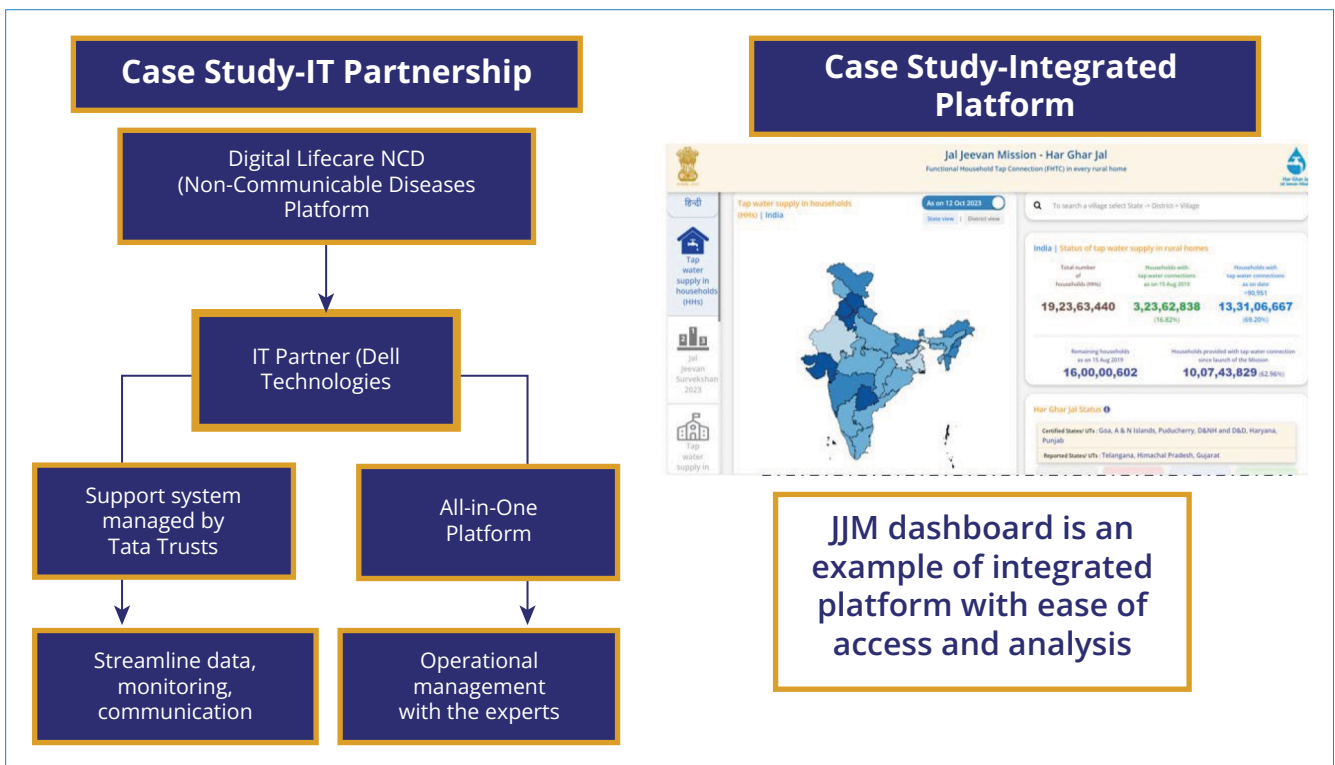 Case Study-IT Partnership
Digital Lifecare NCD
(Non-Communicable Diseases
Platform
IT Partner (Dell
Technologies
Support system
managed by
Tata Trusts
All-in-One
Platform
Streamline data,
monitoring,
communication
Operational
management
with the experts
Case Study-Integrated
Platform
Jal Jeevan Mission - Har Ghar Jal
Functional Household Tap Connection (FHTC) in every rural home
हिन्दी
Tap
water
supply in
households
(HHs)
Jal
Jeevan
Survekshan
2023
Tap
water
supply in
Tap water supply in households
(HHs) | India
As on 12 Oct 2023
State view | District view
To search a village select State -> District > Village
India | Status of tap water supply in rural homes
Total number
of
households (HHs)
19,23,63,440
Households with
tap water connections
as on 15 Aug 2019
3,23,62,838
(16.82%)
Households with
tap water connections
as on date
+90,951
13,31,06,667
(69.20%)
Remaining households
as on 15 Aug 2019
16,00,00,602
Households provided with tap water connection
since launch of the Mission
10,07,43,829 (62.96%)
Har Ghar Jal Status
Certified States/ UTs : Goa, A & N Islands, Puducherry, D&NH and D&D, Haryana,
Punjab
Reported States/ UTs : Telangana, Himachal Pradesh, Gujarat
JJM dashboard is an
example of integrated
platform with ease of
access and analysis